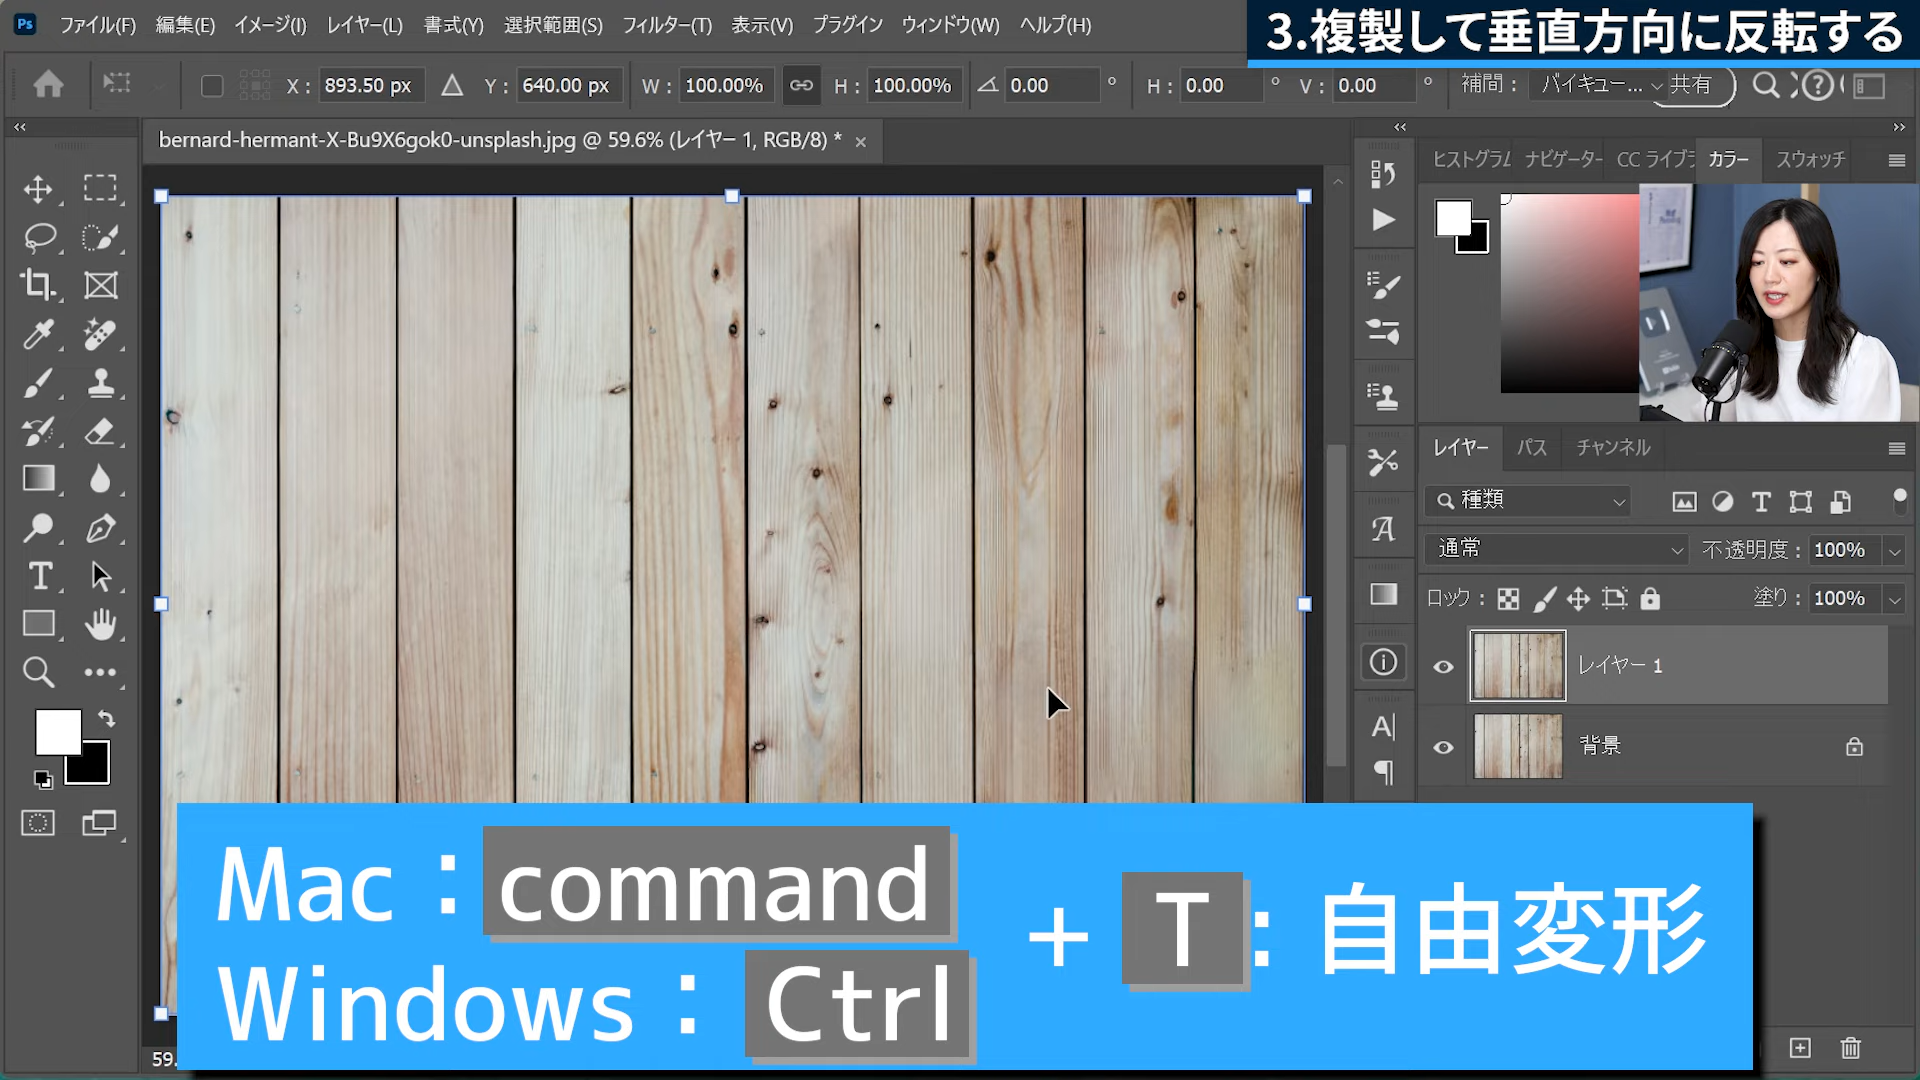 Ps ファイル(F) 編集(E) イメージ(I) レイヤー(L) 書式(Y) 選択範囲(S) フィルター(T) 表示(V) プラグイン ウィンドウ(W) ヘルプ(H)
3.複製して垂直方向に反転する
X : 893.50 px Y : 640.00 px W : 100.00% H : 100.00% 0.00 ° H : 0.00 ° V : 0.00 ° 補間 : バイキュー... 共有
bernard-hermant-X-Bu9X6gok0-unsplash.jpg @ 59.6% (レイヤー 1, RGB/8) *
ヒストグラム ナビゲーター CC ライブラ カラー スウォッチ
レイヤー パス チャンネル
種類
通常 不透明度 : 100%
ロック : 塗り : 100%
レイヤー 1
背景
Mac：command
Windows：Ctrl
+ T : 自由変形
59.